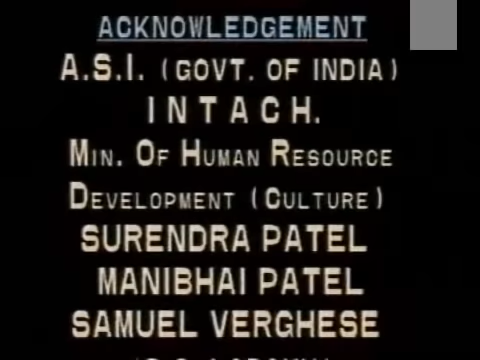 ACKNOWLEDGEMENT
A.S.I. (GOVT. OF INDIA)
INTACH.
MIN. OF HUMAN RESOURCE
DEVELOPMENT (CULTURE)
SURENDRA PATEL
MANIBHAI PATEL
SAMUEL VERGHESE